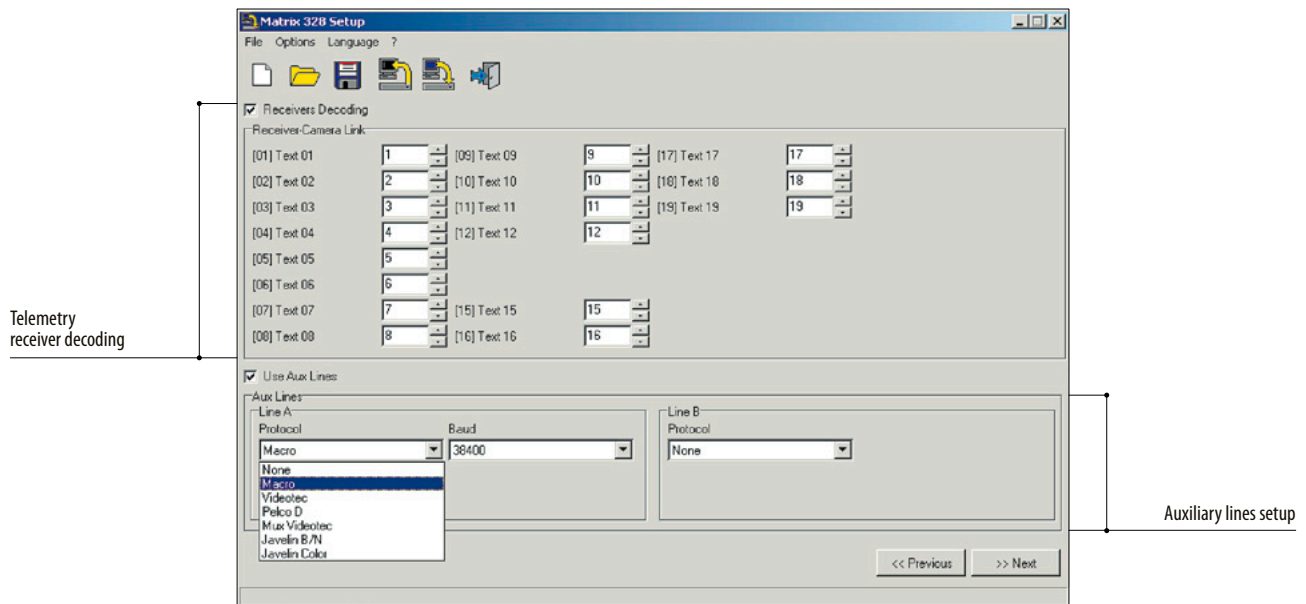 Matrix 328 Setup
File Options Language ?
Receivers Decoding
Receiver-Camera Link
[01] Text 01 1 [09] Text 09 9 [17] Text 17 17
[02] Text 02 2 [10] Text 10 10 [18] Text 18 18
[03] Text 03 3 [11] Text 11 11 [19] Text 19 19
[04] Text 04 4 [12] Text 12 12
[05] Text 05 5
[06] Text 06 6
[07] Text 07 7 [15] Text 15 15
[08] Text 08 8 [16] Text 16 16
Telemetry
receiver decoding
Use Aux Lines
Aux Lines
Line A
Protocol Baud
Macro 38400
None
Macro
Videotec
Pelco D
Mux Videotec
Javelin B/N
Javelin Color
Line B
Protocol
None
Auxiliary lines setup
<< Previous >> Next